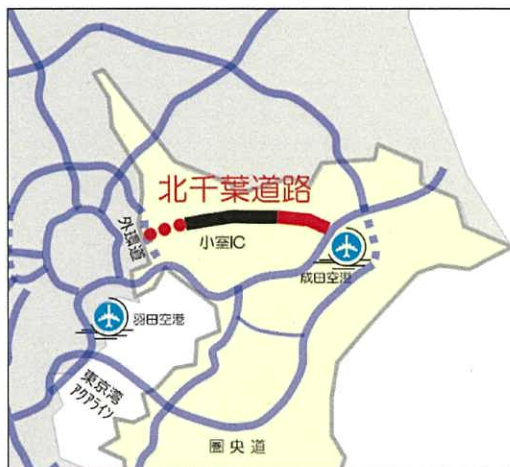 北千葉道路
外環道
小室IC
成田空港
羽田空港
東京湾
アクアライン
圏央道